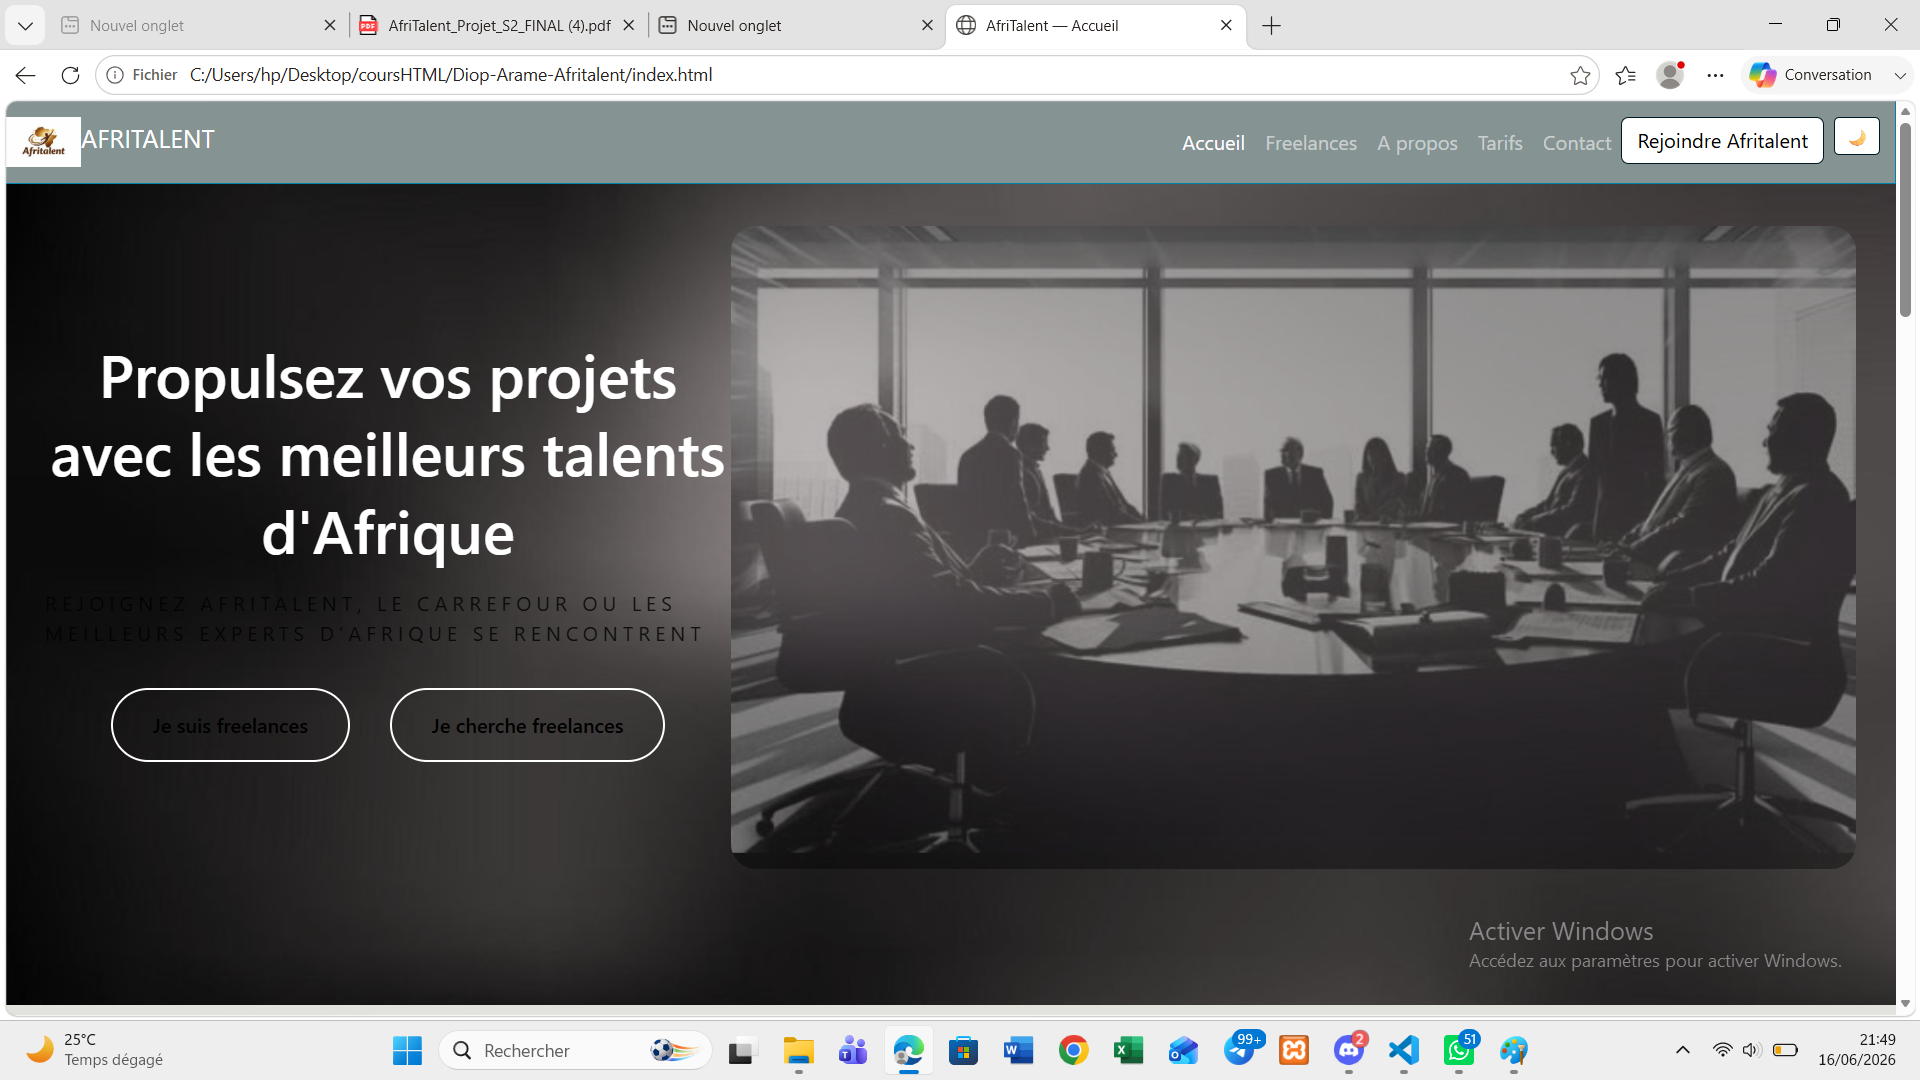 Nouvel onglet
AfriTalent_Projet_S2_FINAL (4).pdf
Nouvel onglet
AfriTalent — Accueil
Fichier
C:/Users/hp/Desktop/coursHTML/Diop-Arame-Afritalent/index.html
Conversation
Afritalent
AFRITALENT
Accueil
Freelances
A propos
Tarifs
Contact
Rejoindre Afritalent
Propulsez vos projets
avec les meilleurs talents
d'Afrique
REJOIGNEZ AFRITALENT, LE CARREFOUR OU LES
MEILLEURS EXPERTS D'AFRIQUE SE RENCONTRENT
Je suis freelances
Je cherche freelances
Activer Windows
Accédez aux paramètres pour activer Windows.
25°C
Temps dégagé
Rechercher
99+
2
51
21:49
16/06/2026